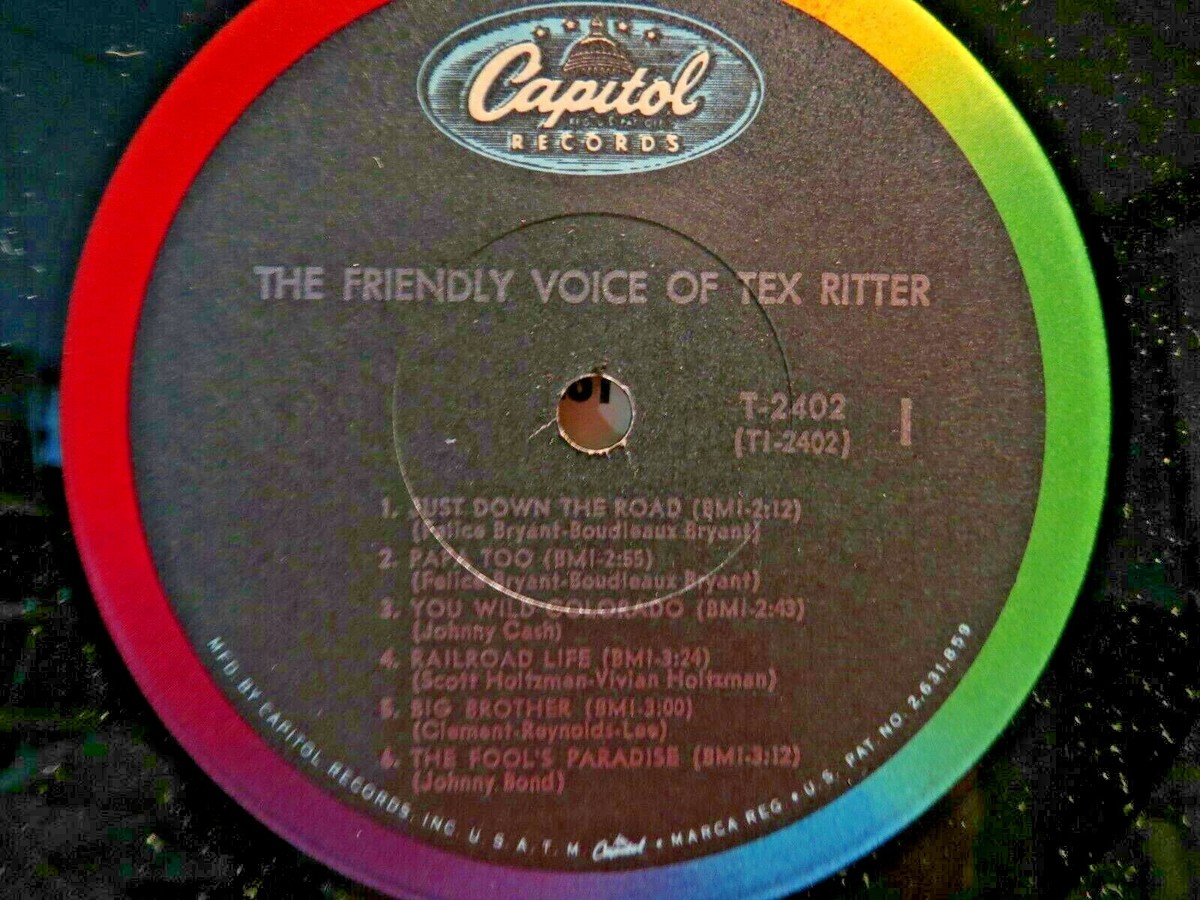 Capitol
RECORDS
THE FRIENDLY VOICE OF TEX RITTER
T-2402
(T1-2402)
1
1. JUST DOWN THE ROAD (BMI-2:12)
(Felice Bryant-Boudleaux Bryant)
2. PAPA TOO (BMI-2:55)
(Felice Bryant-Boudleaux Bryant)
3. YOU WILD COLORADO (BMI-2:43)
(Johnny Cash)
4. RAILROAD LIFE (BMI-3:24)
(Scott Holtzman-Vivian Holtzman)
5. BIG BROTHER (BMI-3:00)
(Clement-Reynolds-Lee)
6. THE FOOL'S PARADISE (BMI-3:12)
(Johnny Bond)
MFD. BY CAPITOL RECORDS, INC. U.S.A. T.M. Capitol • MARCA REG • U.S. PAT. NO. 2,631,859